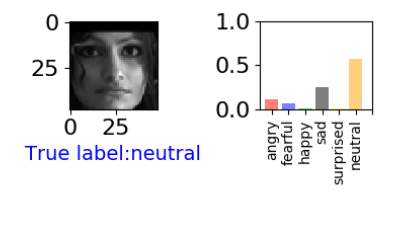 0
25
0 25
True label:neutral
1.0
0.5
0.0
angry
fearful
happy
sad
surprised
neutral